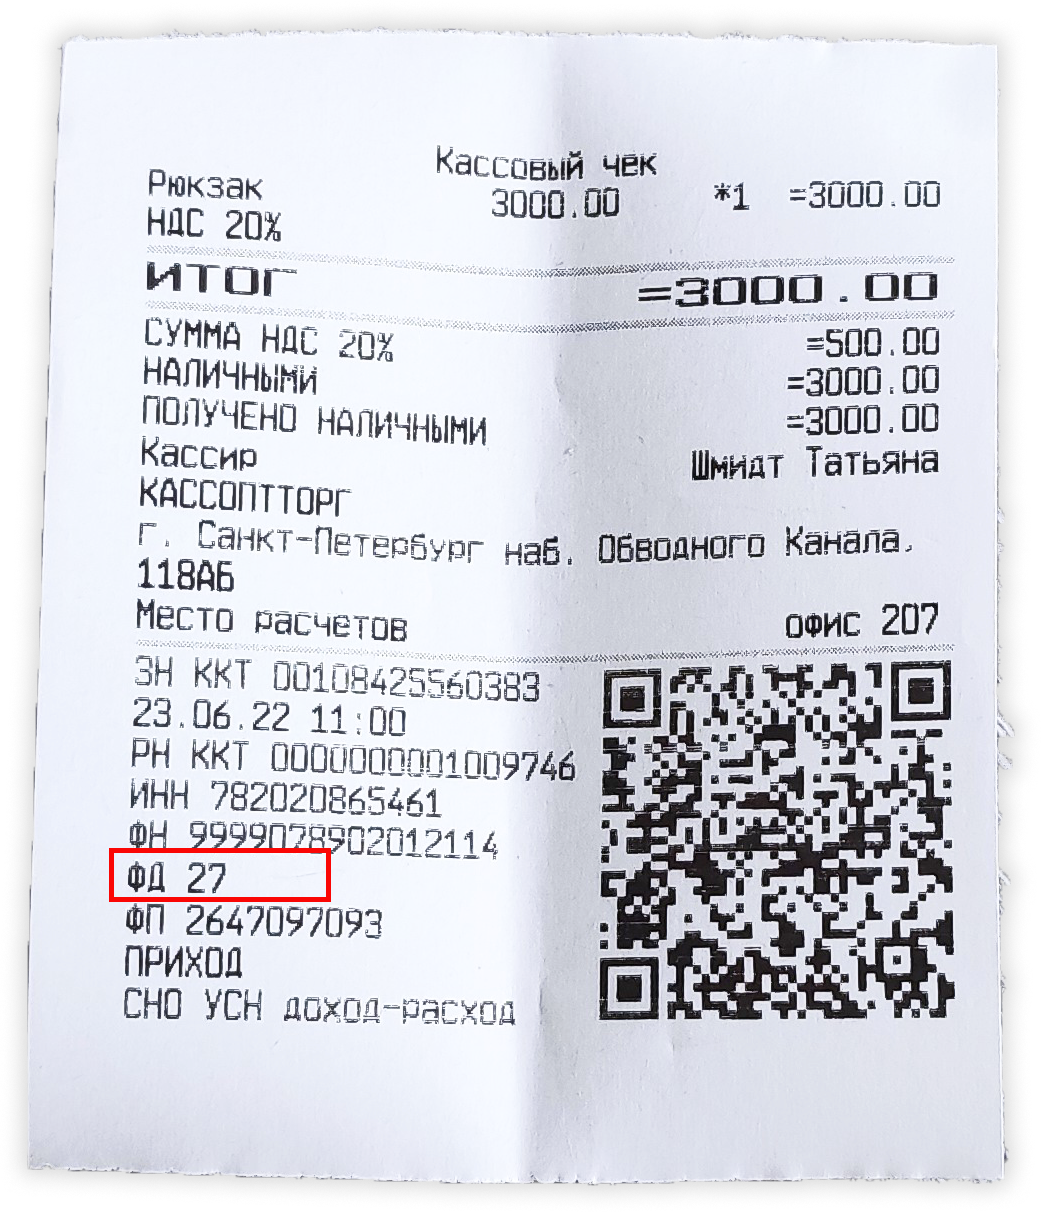 Кассовый чек
Рюкзак 3000.00 *1 =3000.00
НДС 20%
ИТОГ =3000.00
СУММА НДС 20% =500.00
НАЛИЧНЫМИ =3000.00
ПОЛУЧЕНО НАЛИЧНЫМИ =3000.00
Кассир Шмидт Татьяна
КАССОПТТОРГ
г. Санкт-Петербург наб. Обводного Канала,
118АБ
Место расчетов офис 207
ЗН ККТ 00108425560383
23.06.22 11:00
РН ККТ 0000000001009746
ИНН 782020865461
ФН 9999078902012114
ФД 27
ФП 2647097093
ПРИХОД
СНО УСН доход-расход